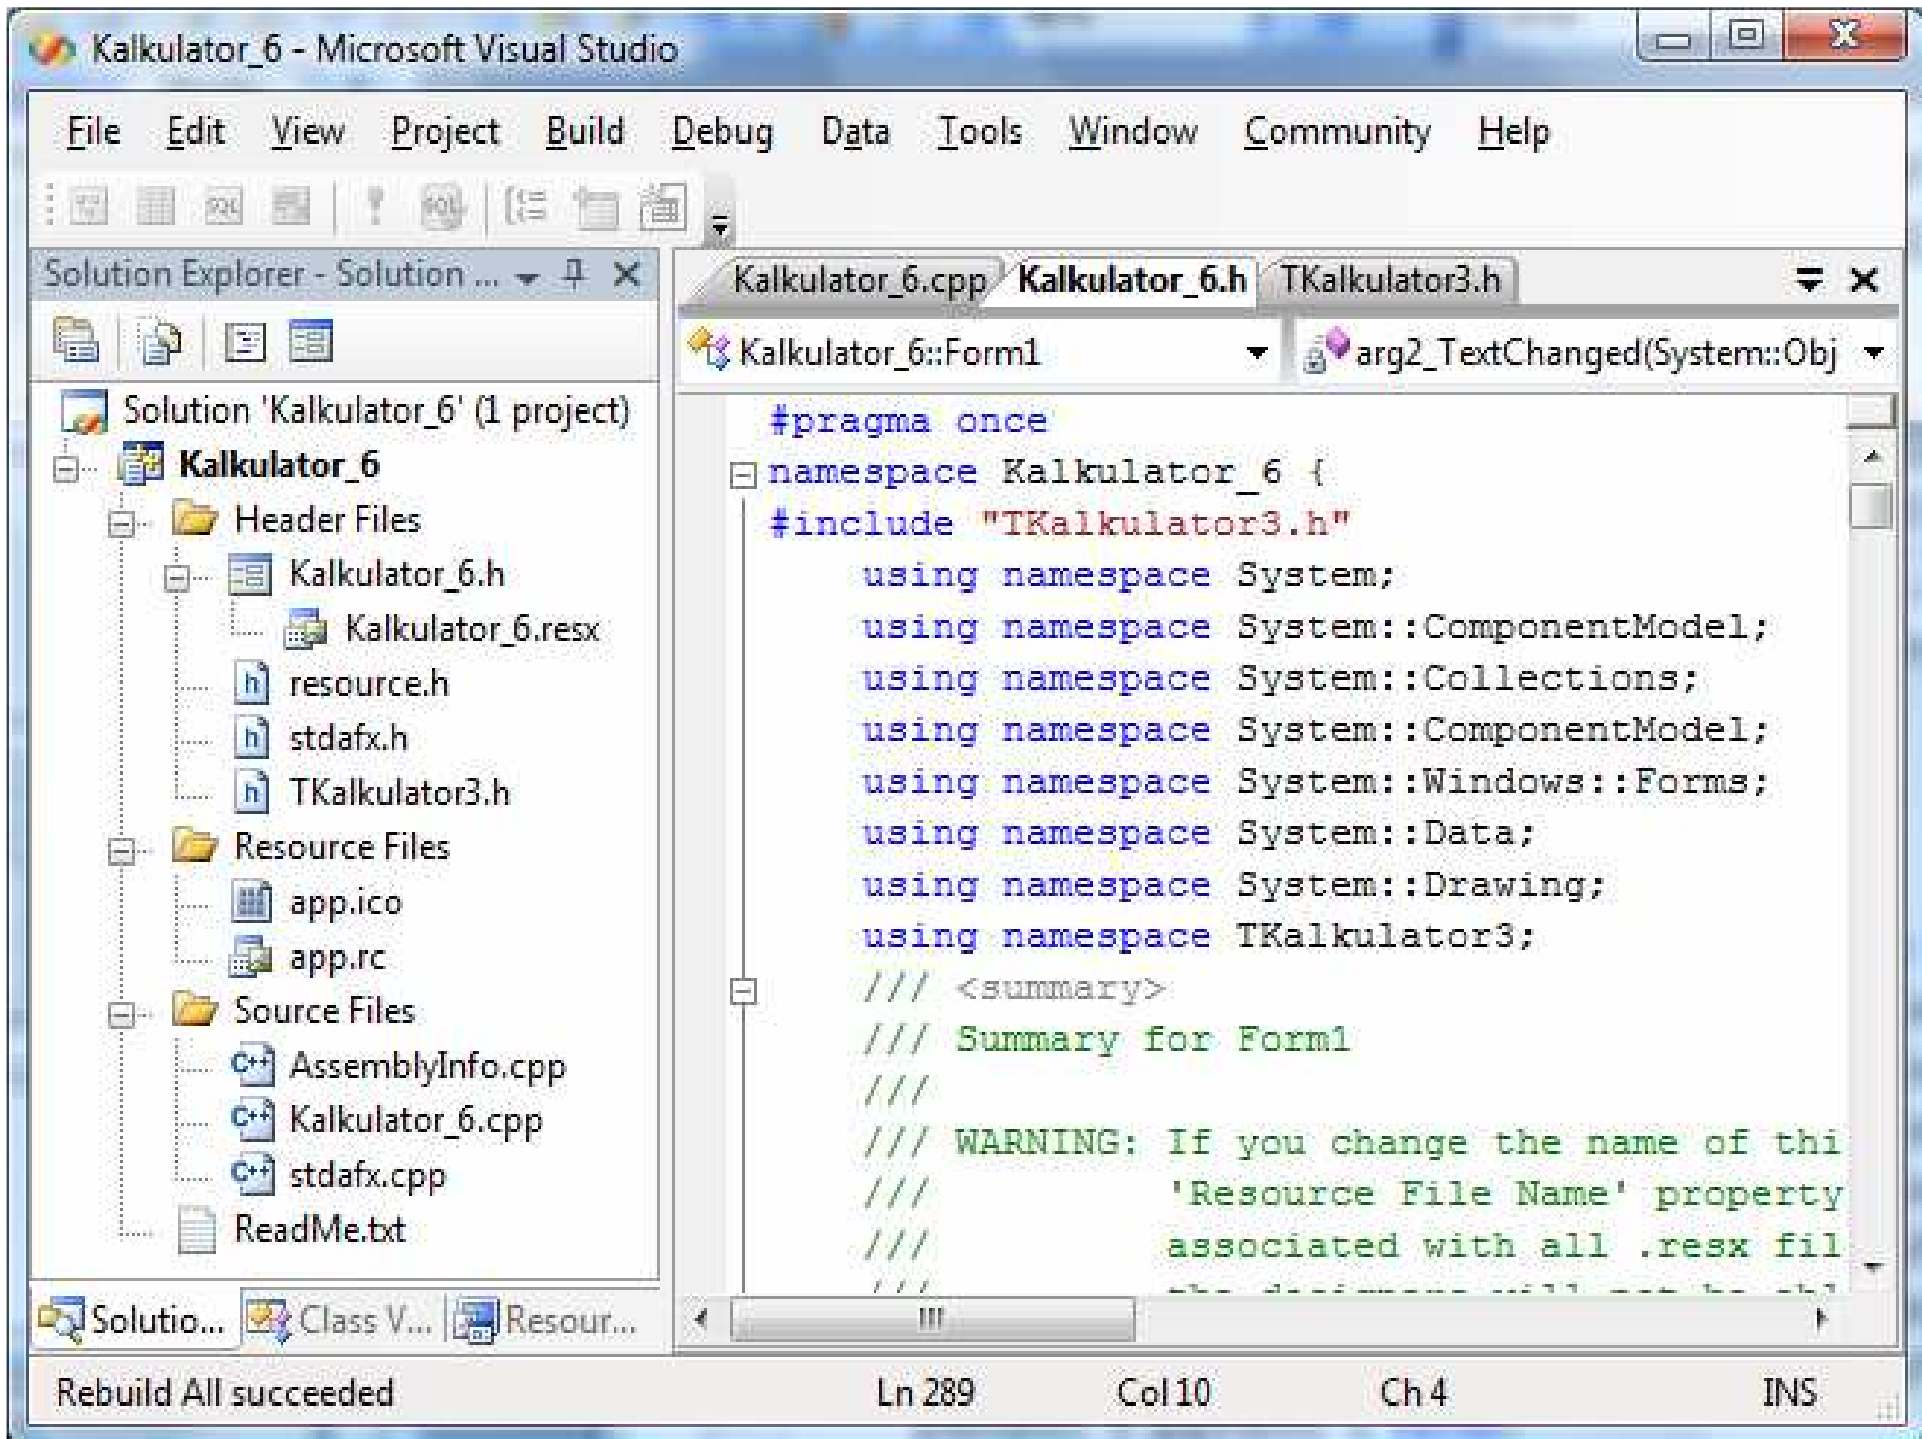 Kalkulator_6 - Microsoft Visual Studio
File Edit View Project Build Debug Data Tools Window Community Help
Solution Explorer - Solution ...
Solution 'Kalkulator_6' (1 project)
Kalkulator_6
Header Files
Kalkulator_6.h
Kalkulator_6.resx
resource.h
stdafx.h
TKalkulator3.h
Resource Files
app.ico
app.rc
Source Files
AssemblyInfo.cpp
Kalkulator_6.cpp
stdafx.cpp
ReadMe.txt
Solutio... Class V... Resour...
Kalkulator_6.cpp Kalkulator_6.h TKalkulator3.h
Kalkulator_6::Form1 arg2_TextChanged(System::Obj
#pragma once
namespace Kalkulator_6 {
#include "TKalkulator3.h"
using namespace System;
using namespace System::ComponentModel;
using namespace System::Collections;
using namespace System::ComponentModel;
using namespace System::Windows::Forms;
using namespace System::Data;
using namespace System::Drawing;
using namespace TKalkulator3;
/// <summary>
/// Summary for Form1
///
/// WARNING: If you change the name of thi
/// 'Resource File Name' property
/// associated with all .resx fil
Rebuild All succeeded Ln 289 Col 10 Ch 4 INS